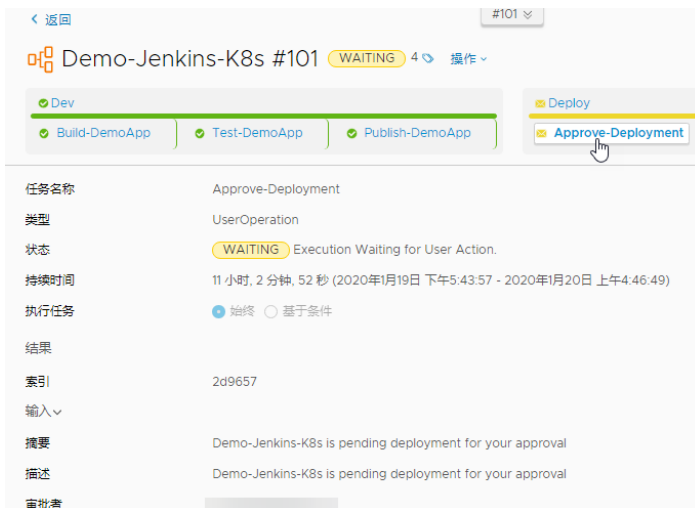 返回
#101
Demo-Jenkins-K8s #101 WAITING 4 操作
Dev
Deploy
Build-DemoApp Test-DemoApp Publish-DemoApp
Approve-Deployment
任务名称 Approve-Deployment
类型 UserOperation
状态 WAITING Execution Waiting for User Action.
持续时间 11 小时, 2 分钟, 52 秒 (2020年1月19日 下午5:43:57 - 2020年1月20日 上午4:46:49)
执行任务 始终 基于条件
结果
索引 2d9657
输入
摘要 Demo-Jenkins-K8s is pending deployment for your approval
描述 Demo-Jenkins-K8s is pending deployment for your approval
审批者